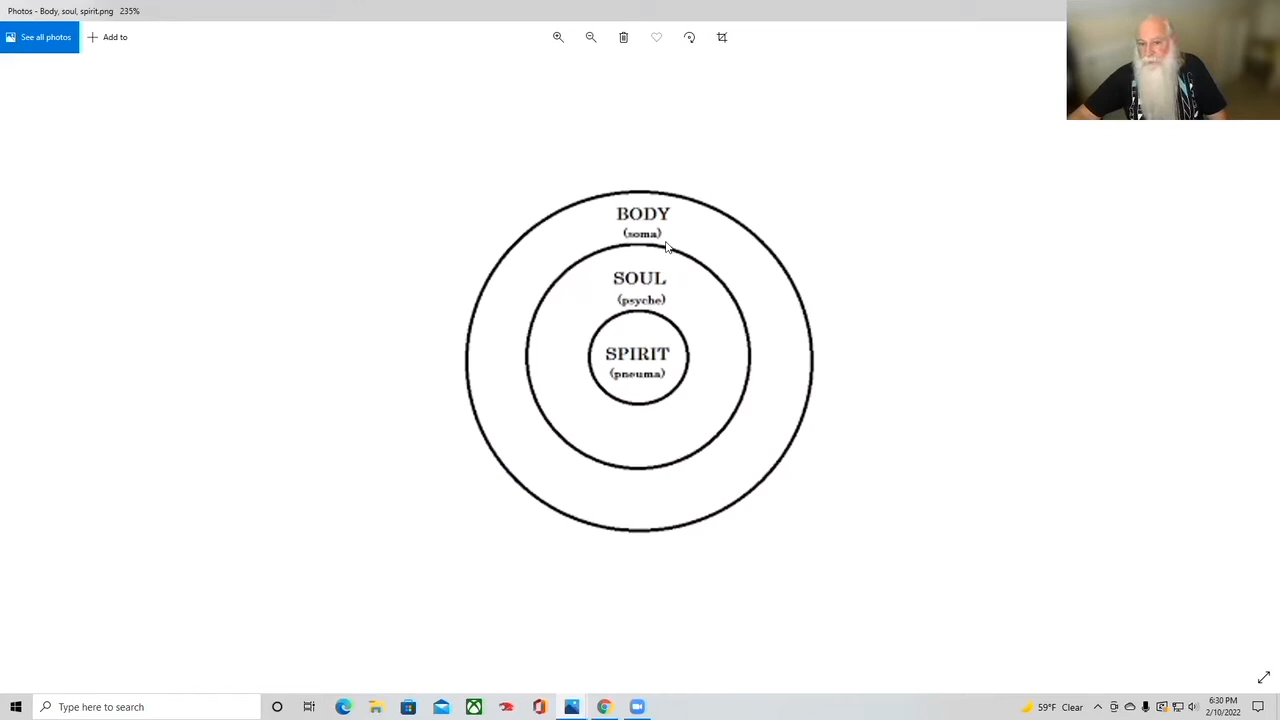 Photos - Body, soul, spirit.png 235%
See all photos
Add to
BODY
(soma)
SOUL
(psyche)
SPIRIT
(pneuma)
Type here to search
59°F Clear
6:30 PM
2/10/2022